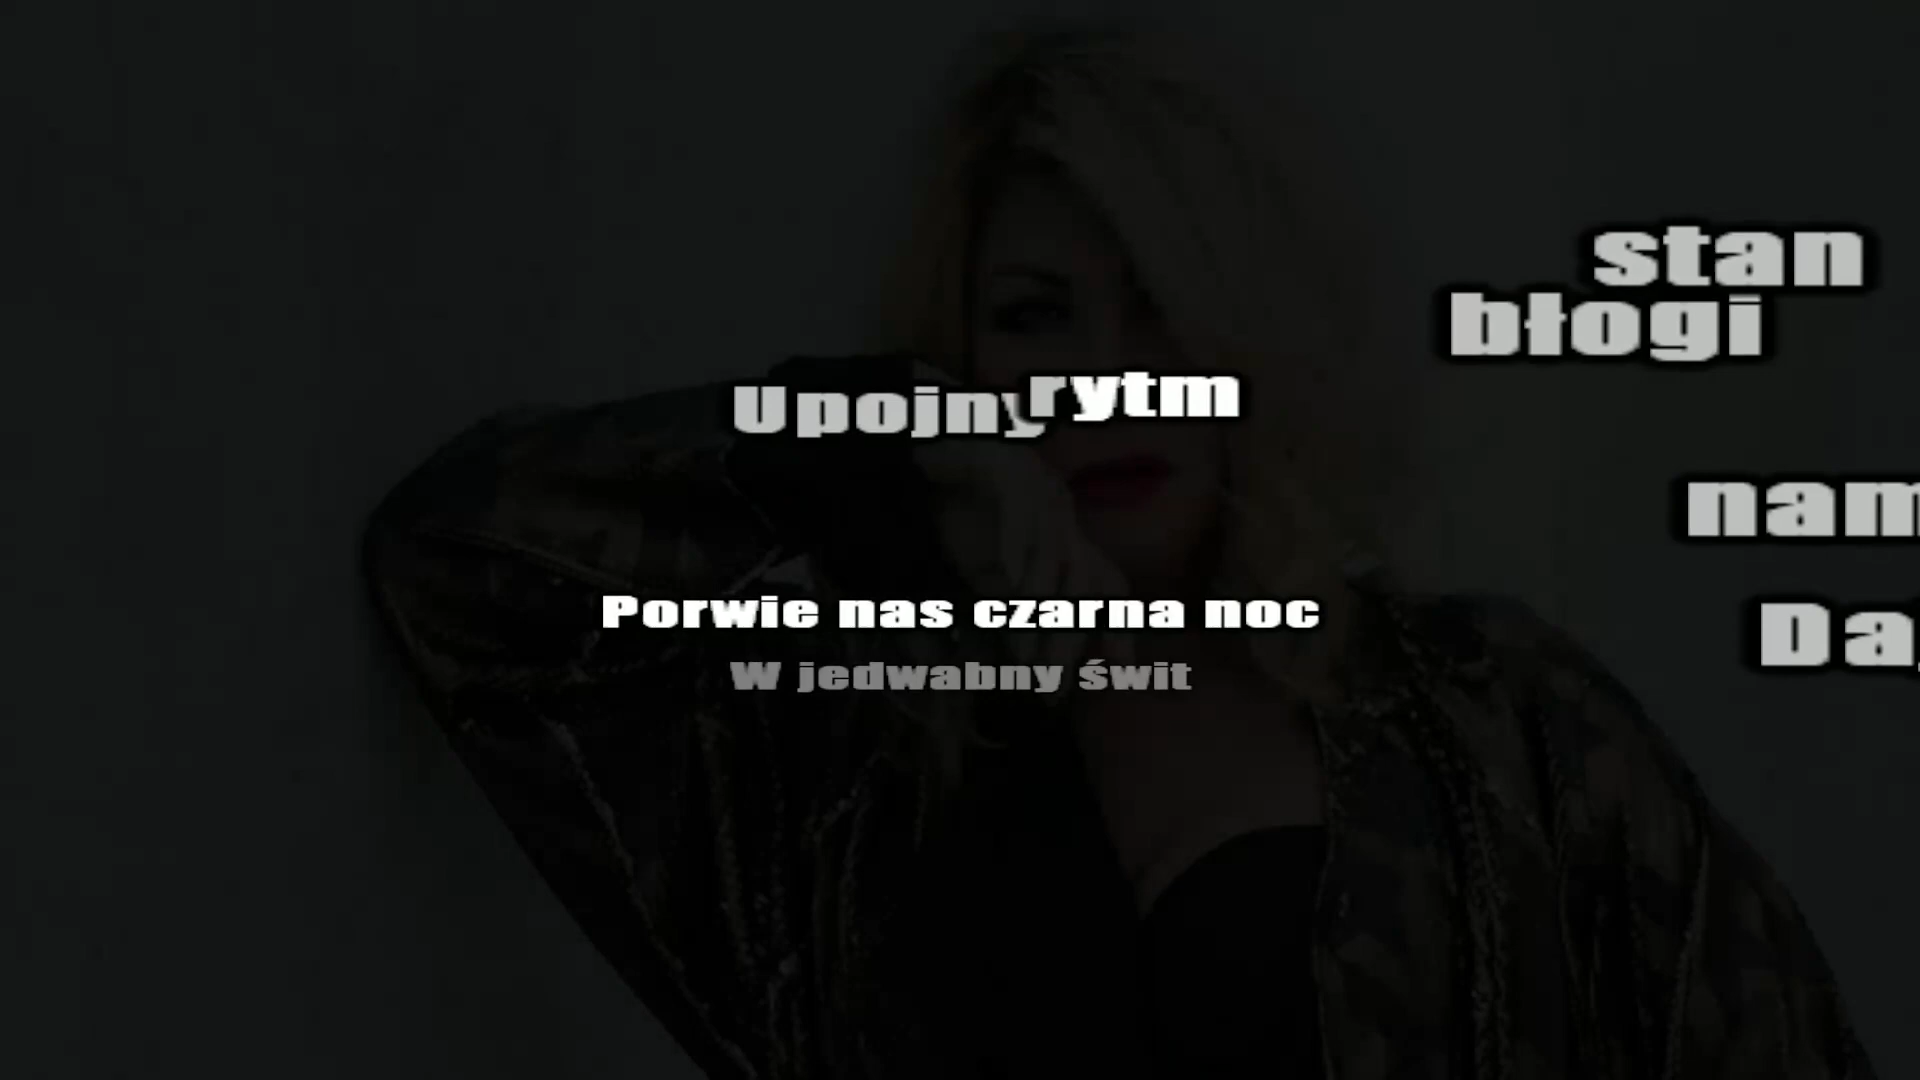 stan
błogi
Upojny rytm
nam
Porwie nas czarna noc
W jedwabny świt